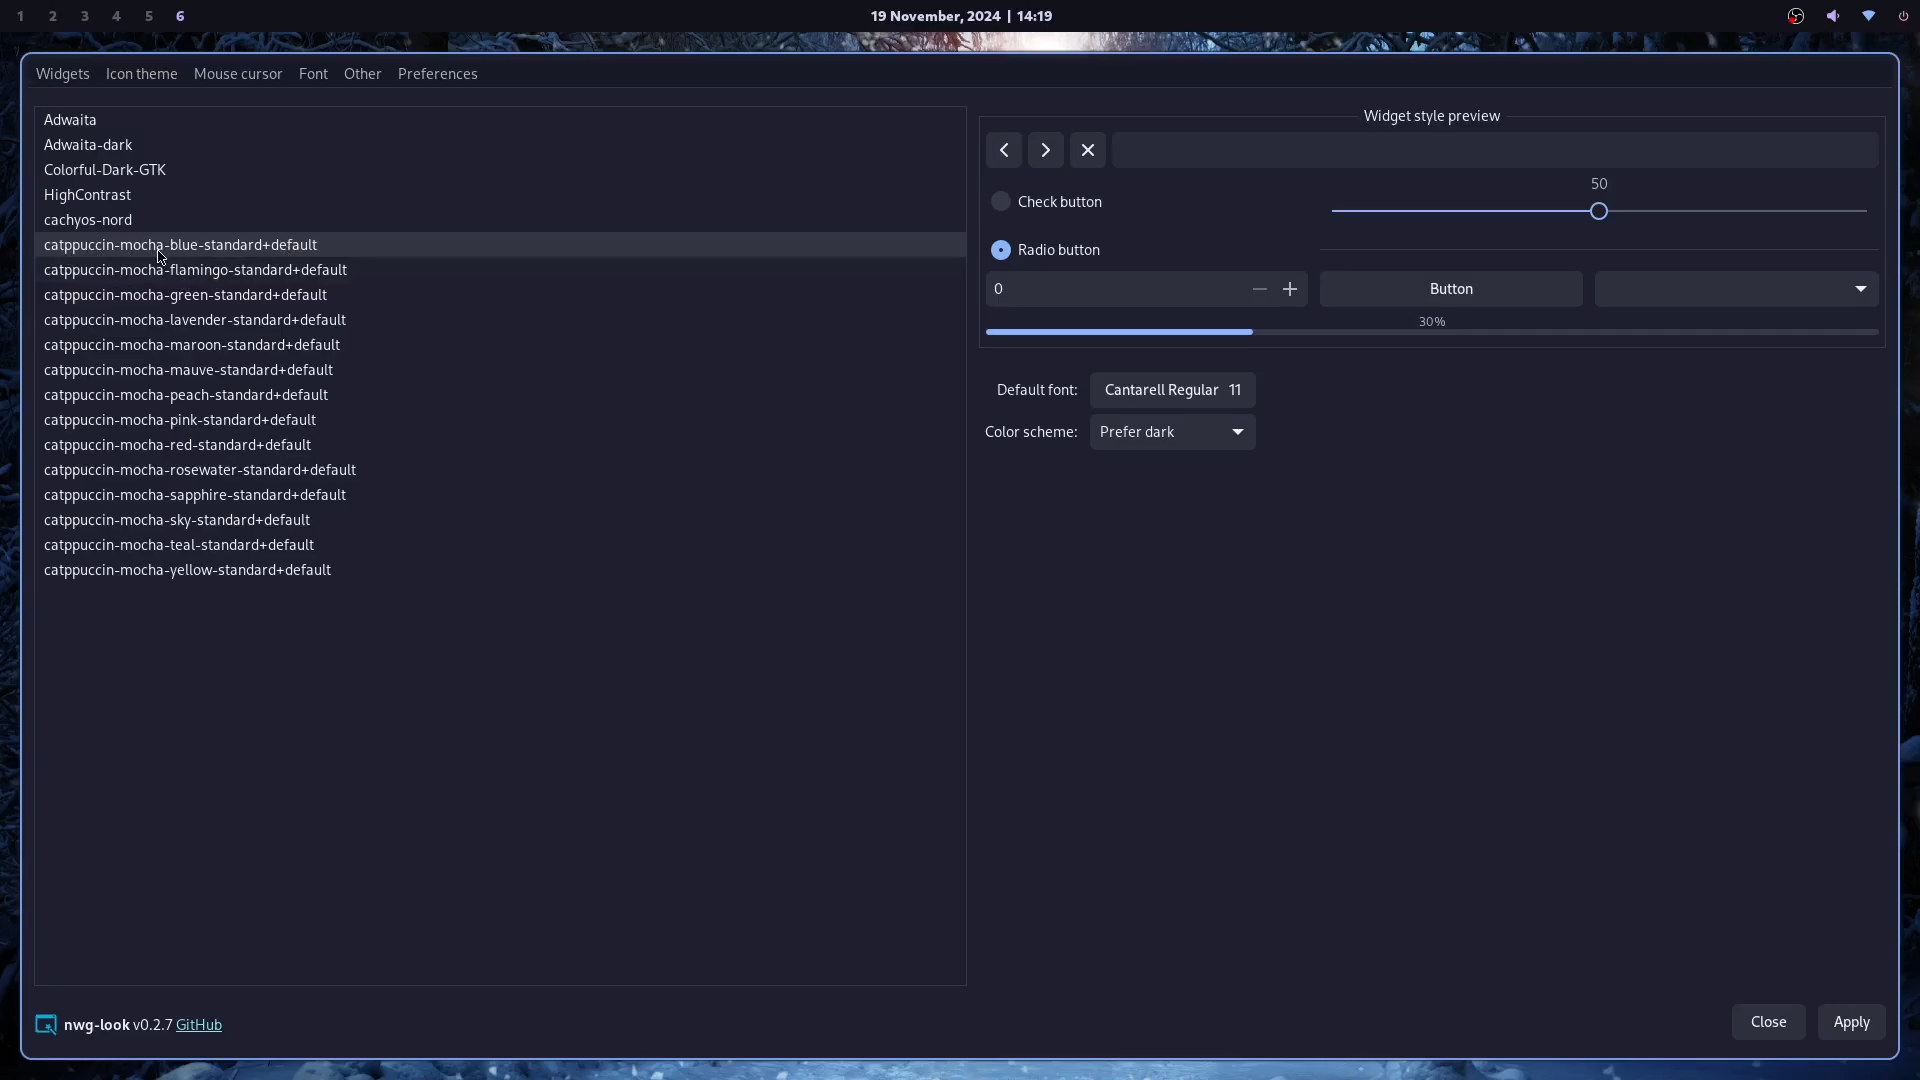 1 2 3 4 5 6
19 November, 2024 | 14:19
Widgets Icon theme Mouse cursor Font Other Preferences
Adwaita
Adwaita-dark
Colorful-Dark-GTK
HighContrast
cachyos-nord
catppuccin-mocha-blue-standard+default
catppuccin-mocha-flamingo-standard+default
catppuccin-mocha-green-standard+default
catppuccin-mocha-lavender-standard+default
catppuccin-mocha-maroon-standard+default
catppuccin-mocha-mauve-standard+default
catppuccin-mocha-peach-standard+default
catppuccin-mocha-pink-standard+default
catppuccin-mocha-red-standard+default
catppuccin-mocha-rosewater-standard+default
catppuccin-mocha-sapphire-standard+default
catppuccin-mocha-sky-standard+default
catppuccin-mocha-teal-standard+default
catppuccin-mocha-yellow-standard+default
Widget style preview
Check button
50
Radio button
0
Button
30%
Default font: Cantarell Regular 11
Color scheme: Prefer dark
nwg-look v0.2.7 GitHub
Close Apply